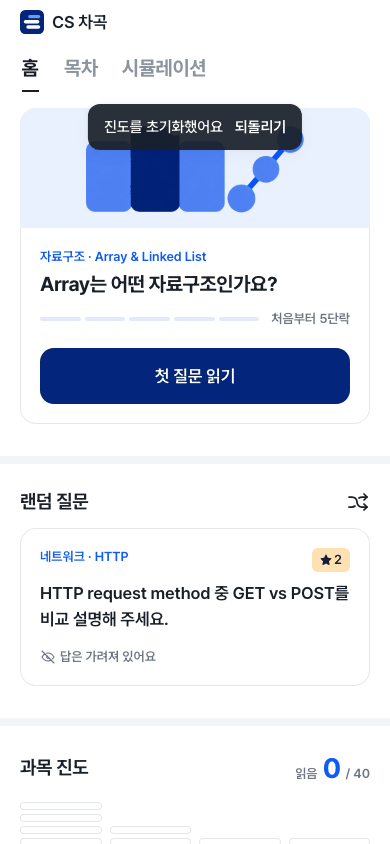 CS 차곡
홈 목차 시뮬레이션
진도를 초기화했어요 되돌리기
자료구조 · Array & Linked List
Array는 어떤 자료구조인가요?
처음부터 5단락
첫 질문 읽기
랜덤 질문
네트워크 · HTTP
2
HTTP request method 중 GET vs POST를
비교 설명해 주세요.
답은 가려져 있어요
과목 진도
읽음 0 / 40